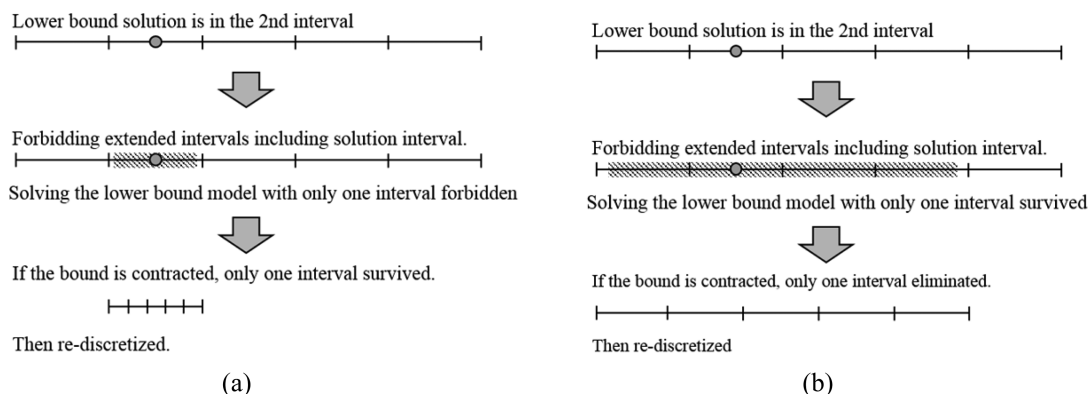 Lower bound solution is in the 2nd interval
Forbidding extended intervals including solution interval.
Solving the lower bound model with only one interval forbidden
If the bound is contracted, only one interval survived.
Then re-discretized.
(a)
Lower bound solution is in the 2nd interval
Forbidding extended intervals including solution interval.
Solving the lower bound model with only one interval survived
If the bound is contracted, only one interval eliminated.
Then re-discretized
(b)